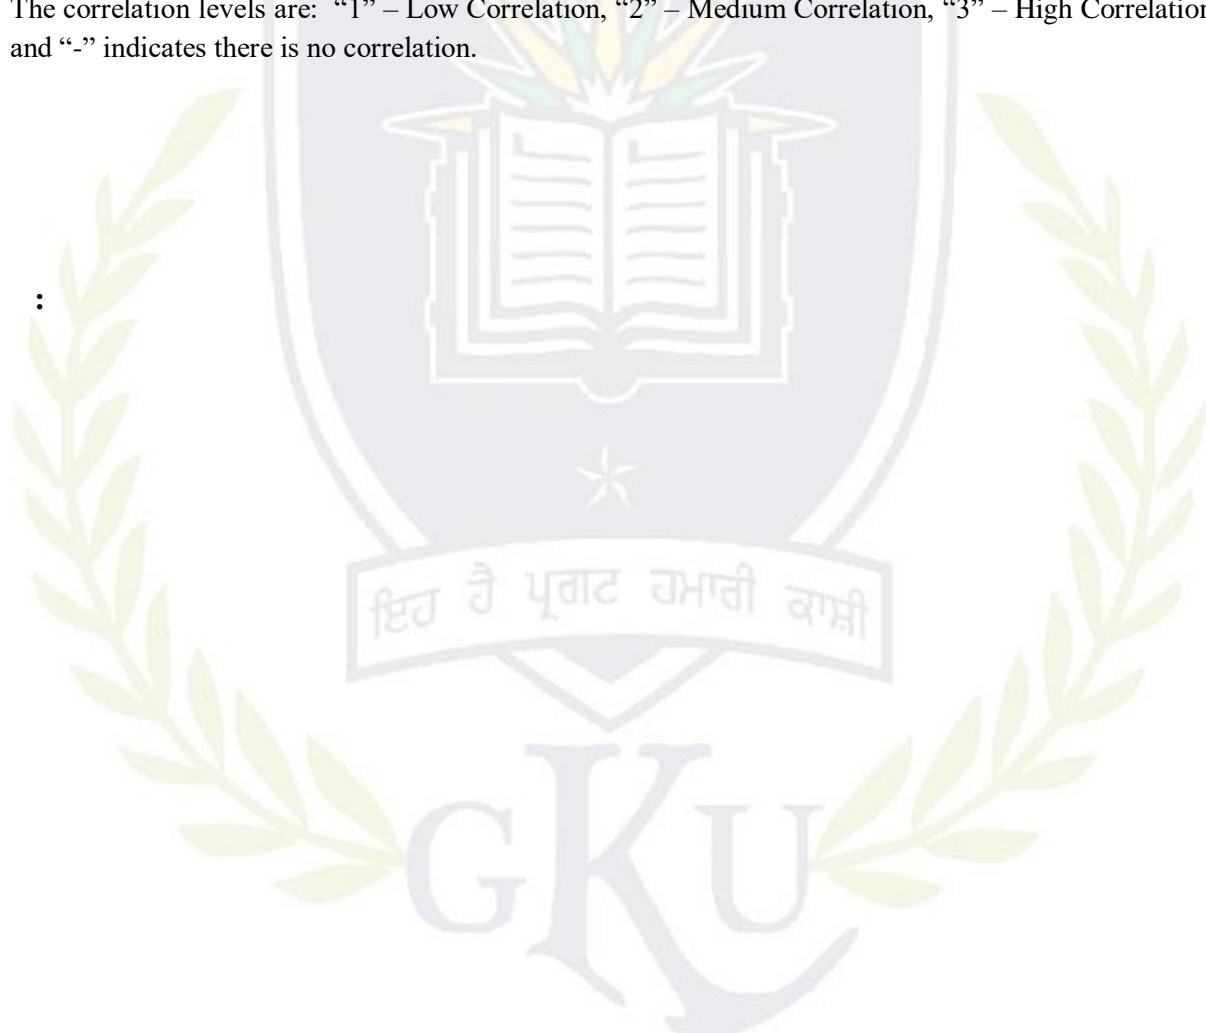 The correlation levels are: “1” – Low Correlation, “2” – Medium Correlation, “3” – High Correlation
and “-” indicates there is no correlation.
:
ਇਹ ਹੈ ਪ੍ਰਗਟ ਹਮਾਰੀ ਕਾਸ਼ੀ
GKU